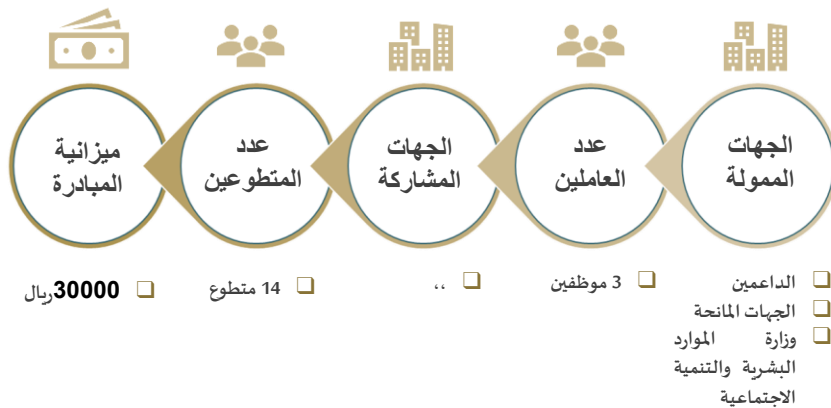 الجهات
الممولة
عدد
العاملين
الجهات
المشاركة
عدد
المتطوعين
ميزانية
المبادرة
الداعمين
الجهات المانحة
وزارة الموارد
البشرية والتنمية
الاجتماعية
3 موظفين
،،
14 متطوع
30000ريال